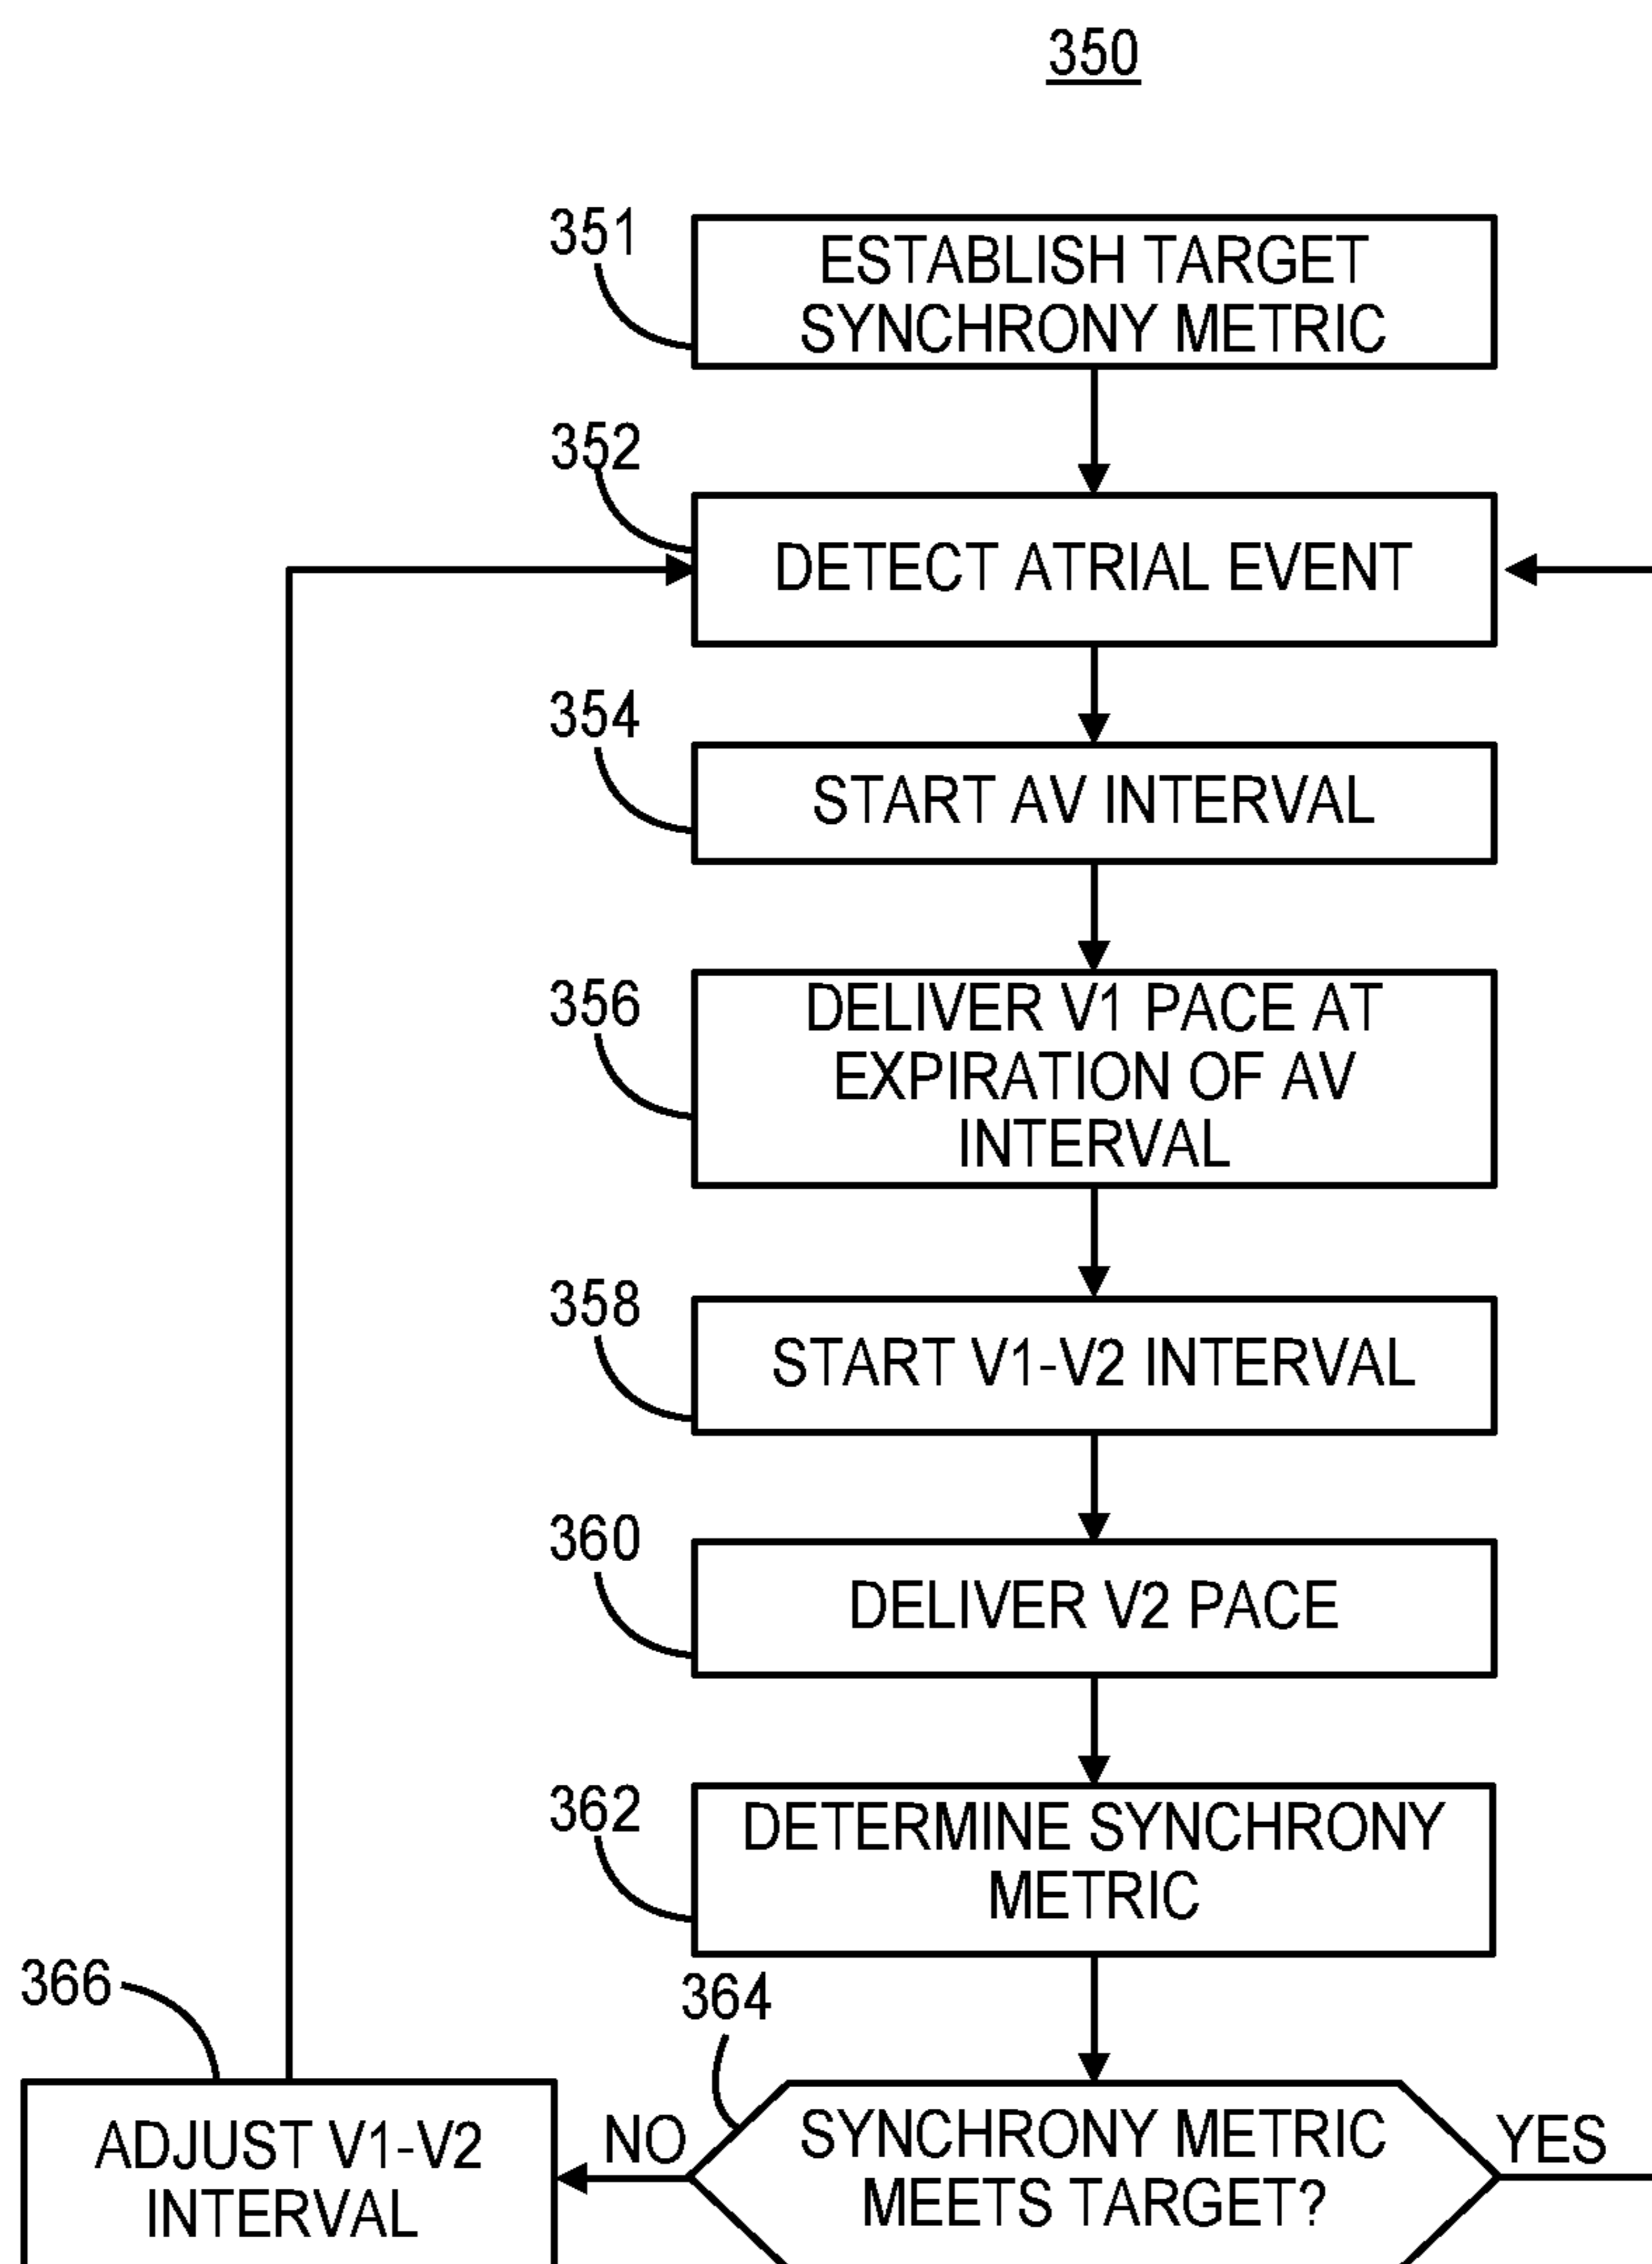 350
351
ESTABLISH TARGET
SYNCHRONY METRIC
352
DETECT ATRIAL EVENT
354
START AV INTERVAL
356
DELIVER V1 PACE AT
EXPIRATION OF AV
INTERVAL
358
START V1-V2 INTERVAL
360
DELIVER V2 PACE
362
DETERMINE SYNCHRONY
METRIC
366
364
ADJUST V1-V2
INTERVAL
NO
SYNCHRONY METRIC
MEETS TARGET?
YES